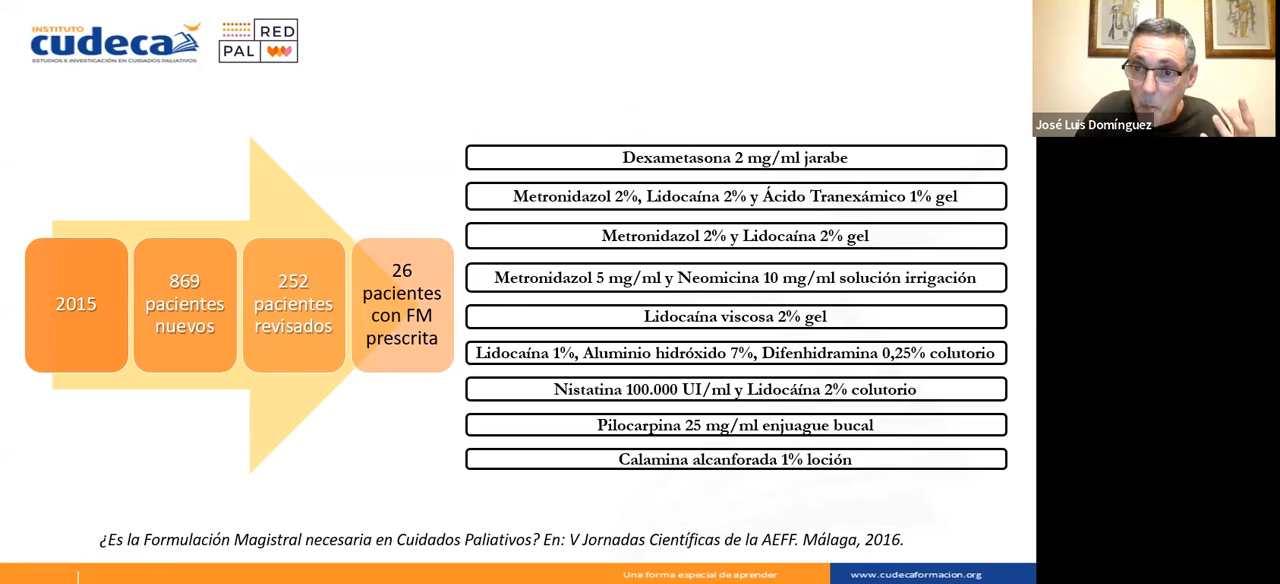 INSTITUTO
cudeca
ESTUDIOS E INVESTIGACIÓN EN CUIDADOS PALIATIVOS
RED
PAL
José Luis Domínguez
2015
869
pacientes
nuevos
252
pacientes
revisados
26
pacientes
con FM
prescrita
Dexametasona 2 mg/ml jarabe
Metronidazol 2%, Lidocaína 2% y Ácido Tranexámico 1% gel
Metronidazol 2% y Lidocaína 2% gel
Metronidazol 5 mg/ml y Neomicina 10 mg/ml solución irrigación
Lidocaína viscosa 2% gel
Lidocaína 1%, Aluminio hidróxido 7%, Difenhidramina 0,25% colutorio
Nistatina 100.000 UI/ml y Lidocáína 2% colutorio
Pilocarpina 25 mg/ml enjuague bucal
Calamina alcanforada 1% loción
¿Es la Formulación Magistral necesaria en Cuidados Paliativos? En: V Jornadas Científicas de la AEFF. Málaga, 2016.
Una forma especial de aprender
www.cudecaformacion.org